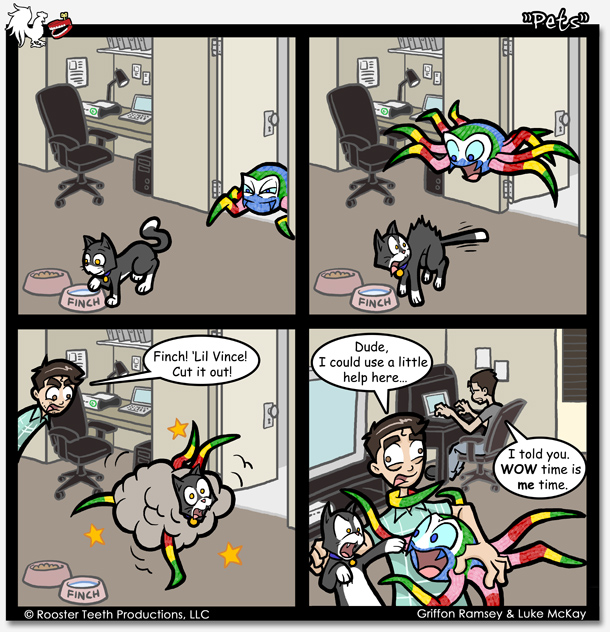 "Pets"
FINCH
FINCH
Finch! 'Lil Vince!
Cut it out!
FINCH
Dude,
I could use a little
help here...
I told you.
WOW time is
me time.
© Rooster Teeth Productions, LLC
Griffon Ramsey & Luke McKay